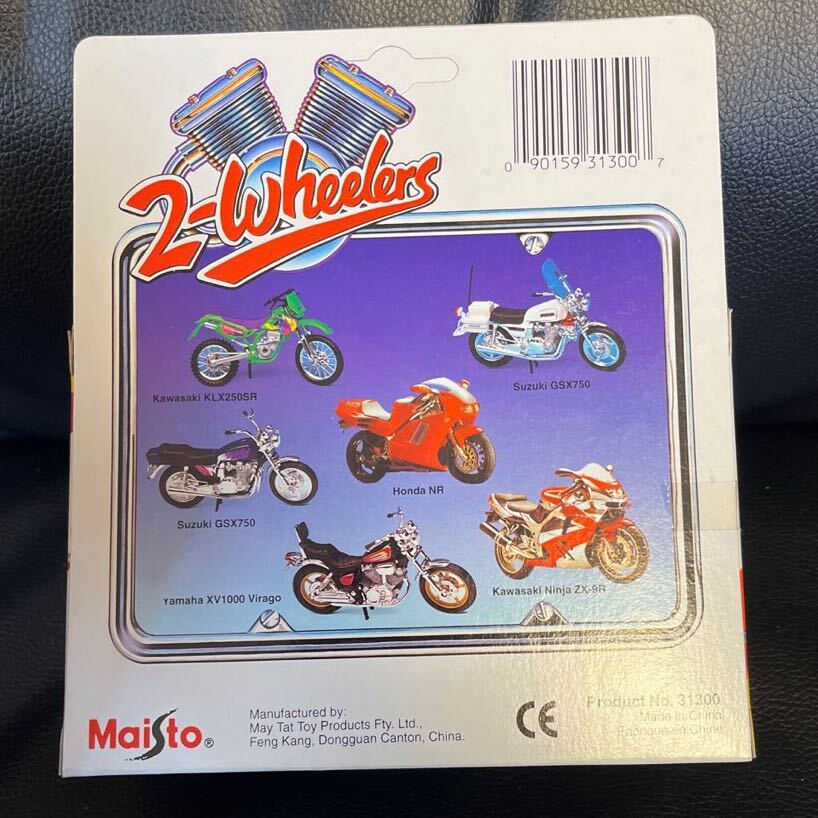 0 90159 31300 7
2-Wheelers
Kawasaki KLX250SR
Suzuki GSX750
POLICE
Honda NR
Suzuki GSX750
Kawasaki Ninja ZX-9R
Yamaha XV1000 Virago
Maisto®
Manufactured by:
May Tat Toy Products Fty. Ltd.,
Feng Kang, Dongguan Canton, China.
CE
Product No. 31300
Made in China
Fabriqué en Chine